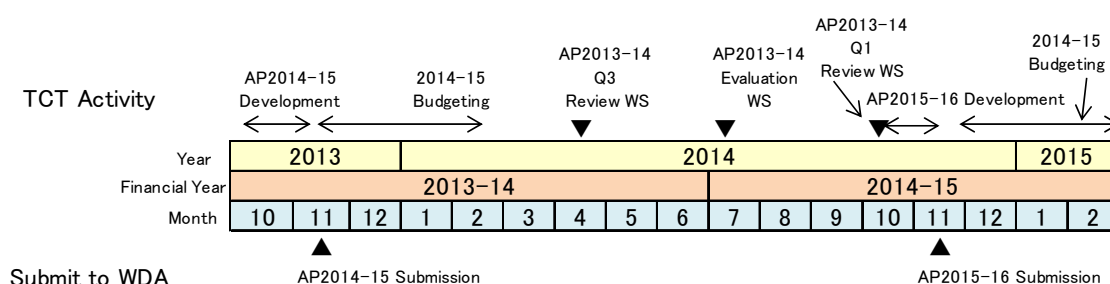 AP2013-14
Q1
Review WS
2014-15
Budgeting
AP2013-14
Q3
Review WS
AP2013-14
Evaluation
WS
AP2014-15
Development
2014-15
Budgeting
AP2015-16 Development
TCT Activity
Year 2013 2014 2015
Financial Year 2013-14 2014-15
Month 10 11 12 1 2 3 4 5 6 7 8 9 10 11 12 1 2
Submit to WDA
AP2014-15 Submission
AP2015-16 Submission